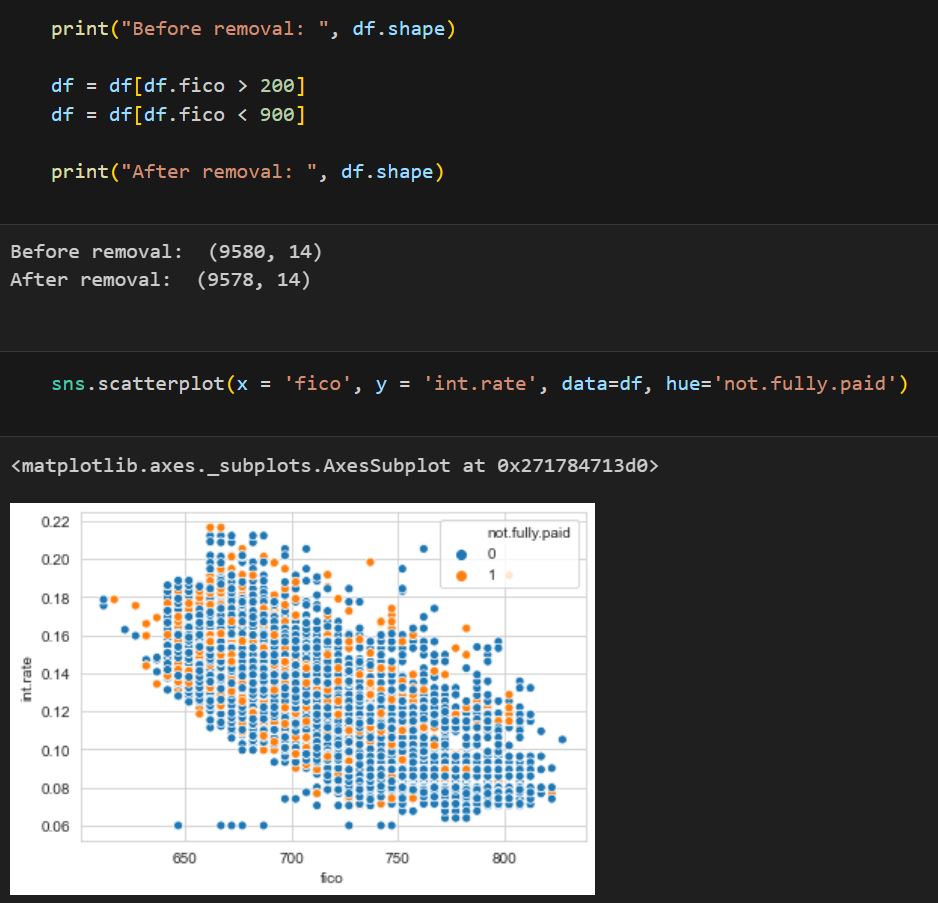 print("Before removal: ", df.shape)
df = df[df.fico > 200]
df = df[df.fico < 900]
print("After removal: ", df.shape)
Before removal:  (9580, 14)
After removal:  (9578, 14)
sns.scatterplot(x = 'fico', y = 'int.rate', data=df, hue='not.fully.paid')
<matplotlib.axes._subplots.AxesSubplot at 0x271784713d0>
not.fully.paid
0
1
0.22
0.20
0.18
0.16
0.14
0.12
0.10
0.08
0.06
int.rate
650 700 750 800
fico